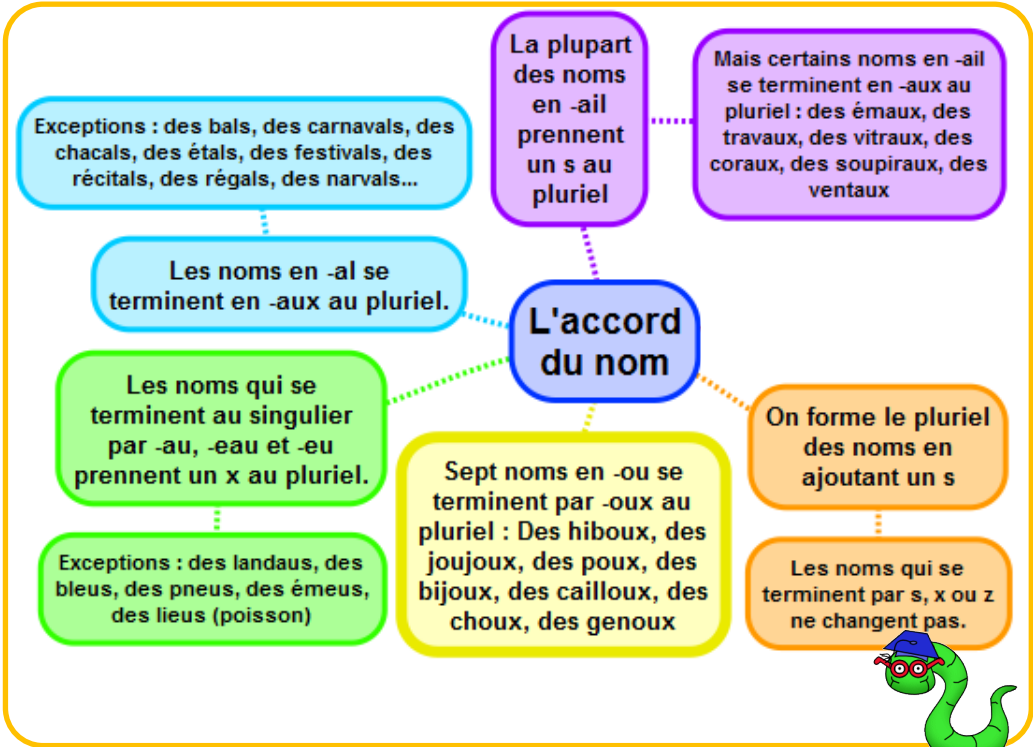 L'accord
du nom
La plupart
des noms
en -ail
prennent
un s au
pluriel
Mais certains noms en -ail
se terminent en -aux au
pluriel : des émaux, des
travaux, des vitraux, des
coraux, des soupiraux, des
ventaux
Exceptions : des bals, des carnavals, des
chacals, des étals, des festivals, des
récitals, des régals, des narvals...
Les noms en -al se
terminent en -aux au pluriel.
Les noms qui se
terminent au singulier
par -au, -eau et -eu
prennent un x au pluriel.
Exceptions : des landaus, des
bleus, des pneus, des émeus,
des lieus (poisson)
Sept noms en -ou se
terminent par -oux au
pluriel : Des hiboux, des
joujoux, des poux, des
bijoux, des cailloux, des
choux, des genoux
On forme le pluriel
des noms en
ajoutant un s
Les noms qui se
terminent par s, x ou z
ne changent pas.